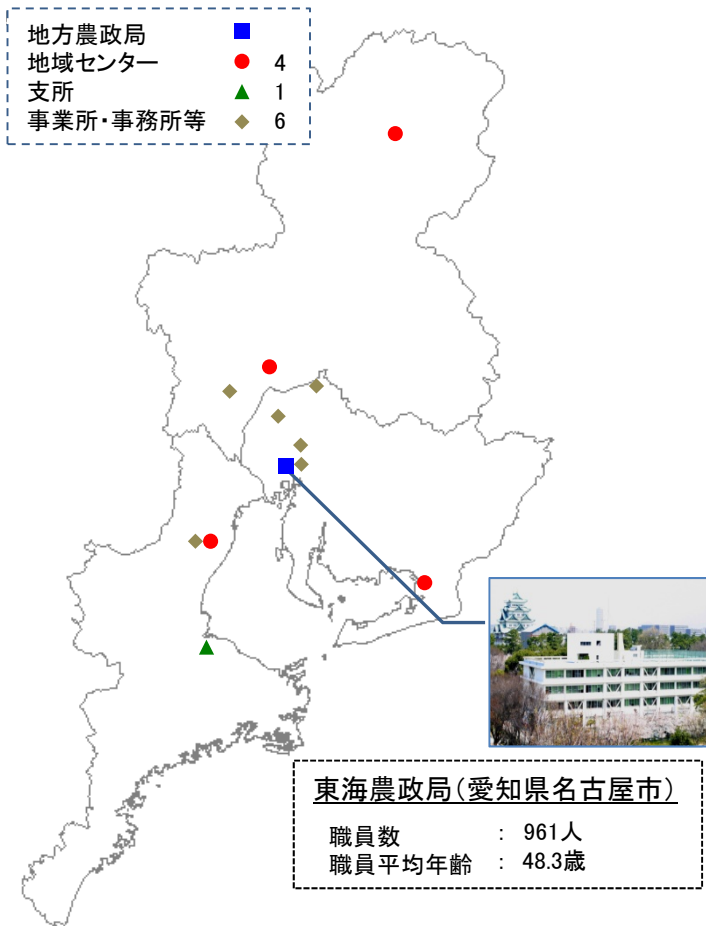 地方農政局
地域センター 4
支所 1
事業所・事務所等 6
東海農政局(愛知県名古屋市)
職員数 : 961人
職員平均年齢 : 48.3歳